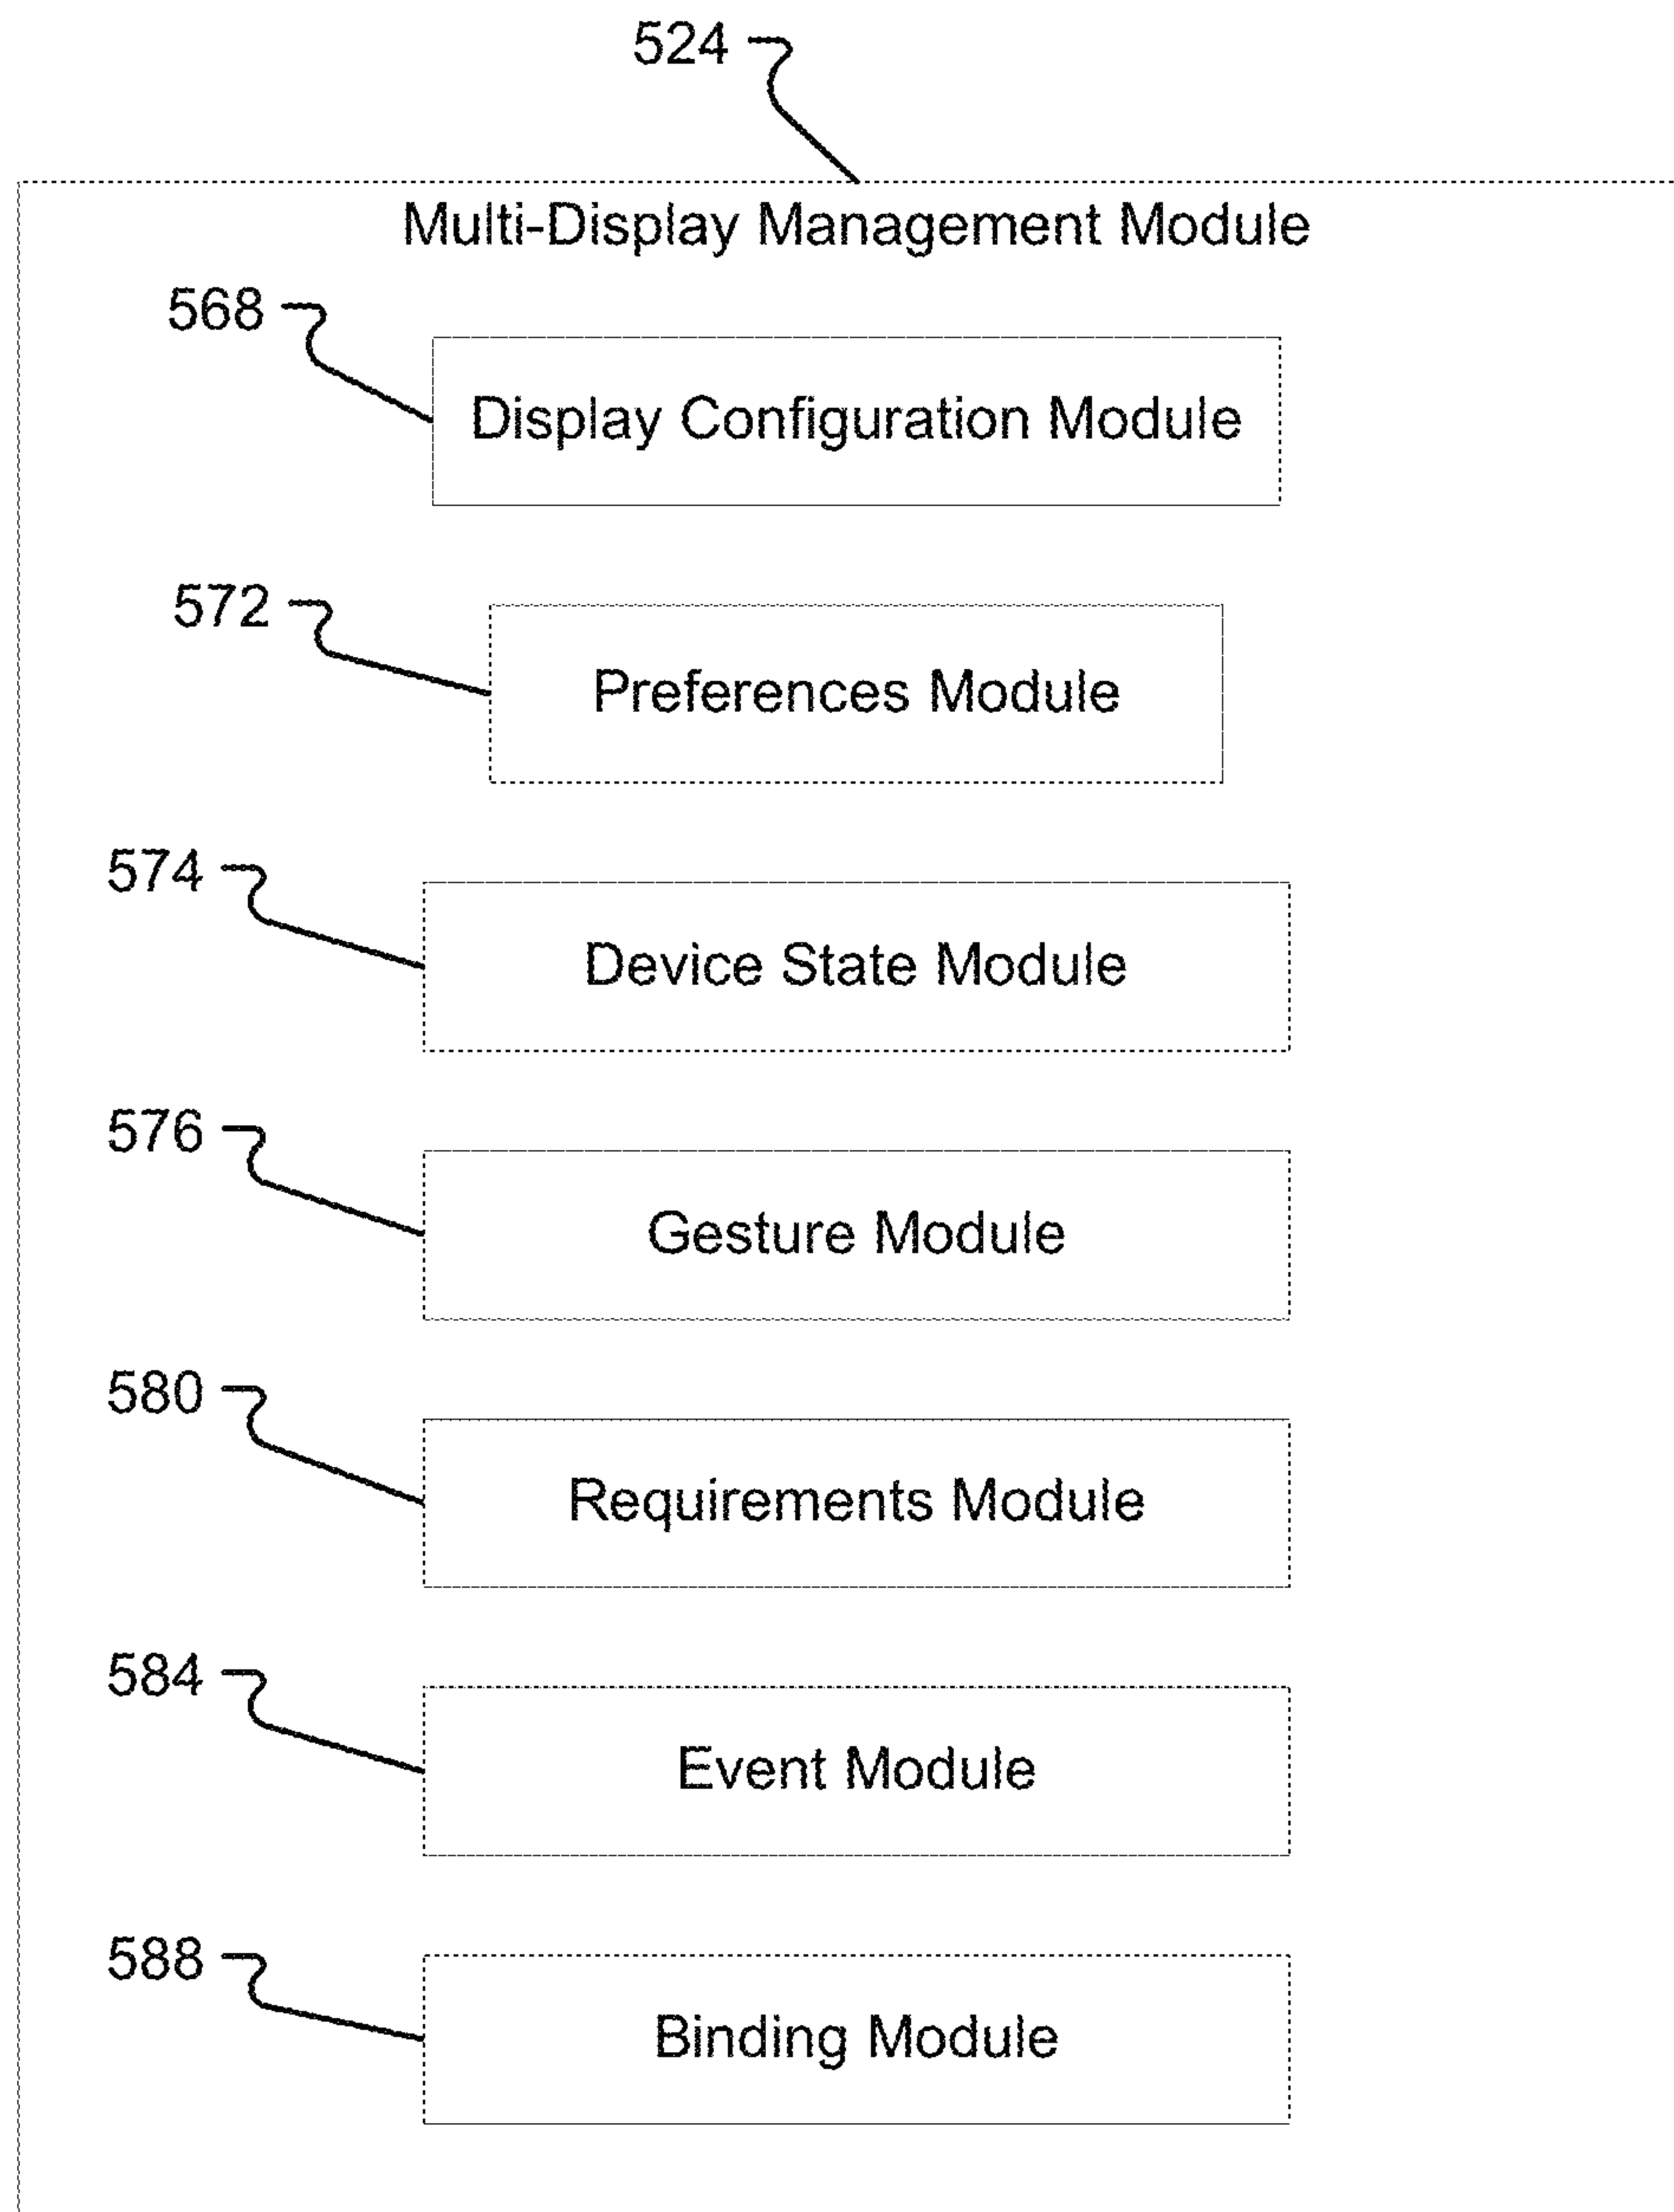 524
Multi-Display Management Module
568
Display Configuration Module
572
Preferences Module
574
Device State Module
576
Gesture Module
580
Requirements Module
584
Event Module
588
Binding Module